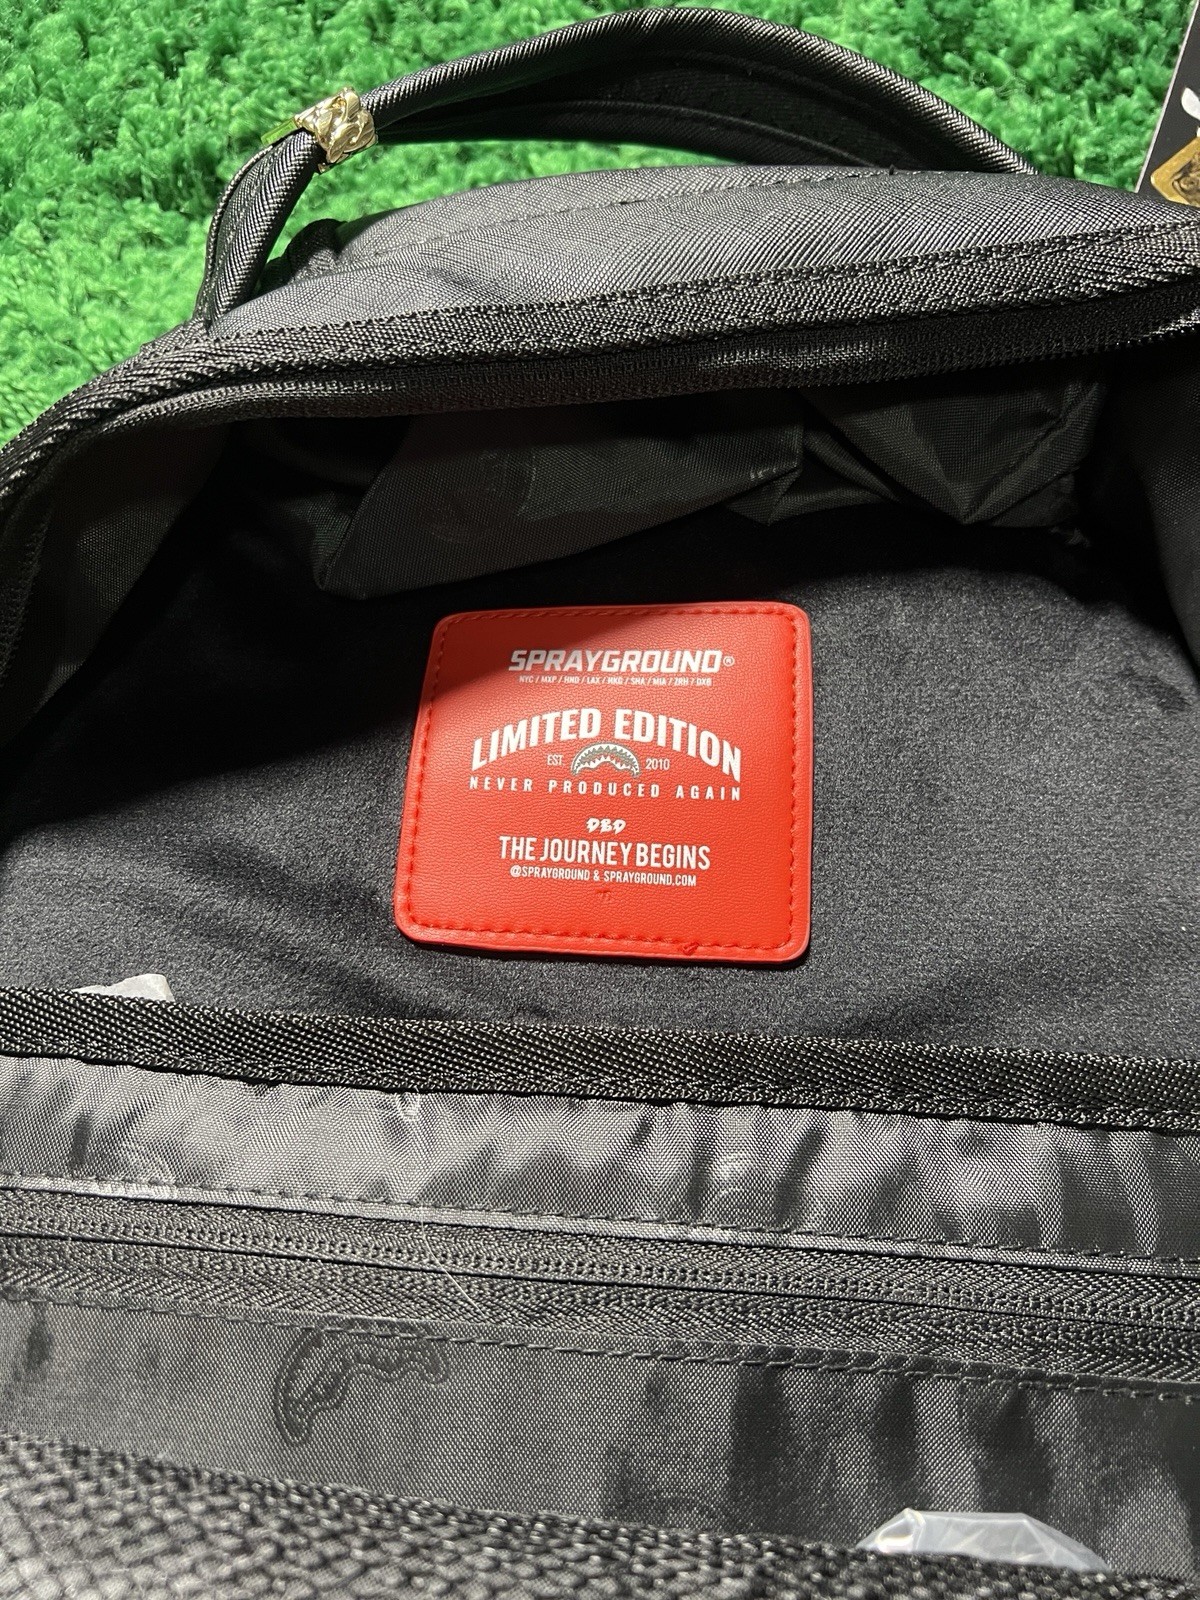 SPRAYGROUND®
NYC / MXP / HND / LAX / HKG / SHA / MIA / ZRH / DXB
LIMITED EDITION
EST. 2010
NEVER PRODUCED AGAIN
DBD
THE JOURNEY BEGINS
@SPRAYGROUND & SPRAYGROUND.COM